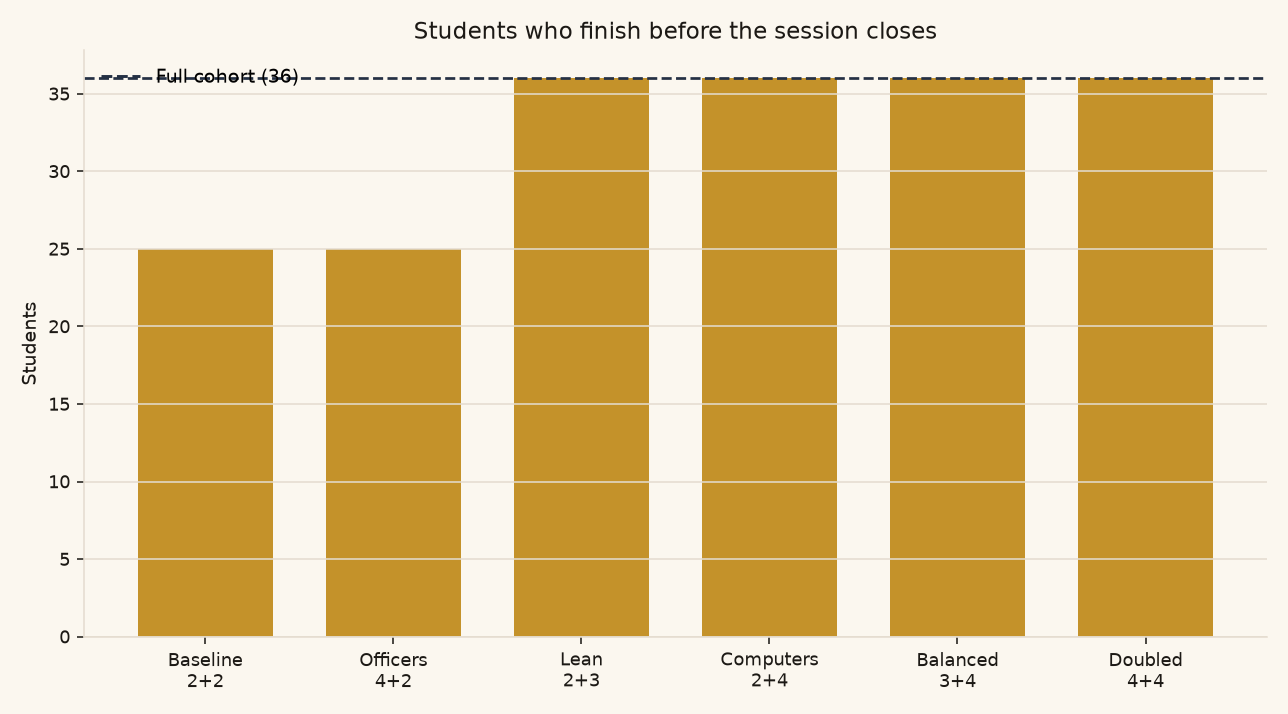 Students who finish before the session closes
Full cohort (36)
Students
35
30
25
20
15
10
5
0
Baseline
2+2
Officers
4+2
Lean
2+3
Computers
2+4
Balanced
3+4
Doubled
4+4